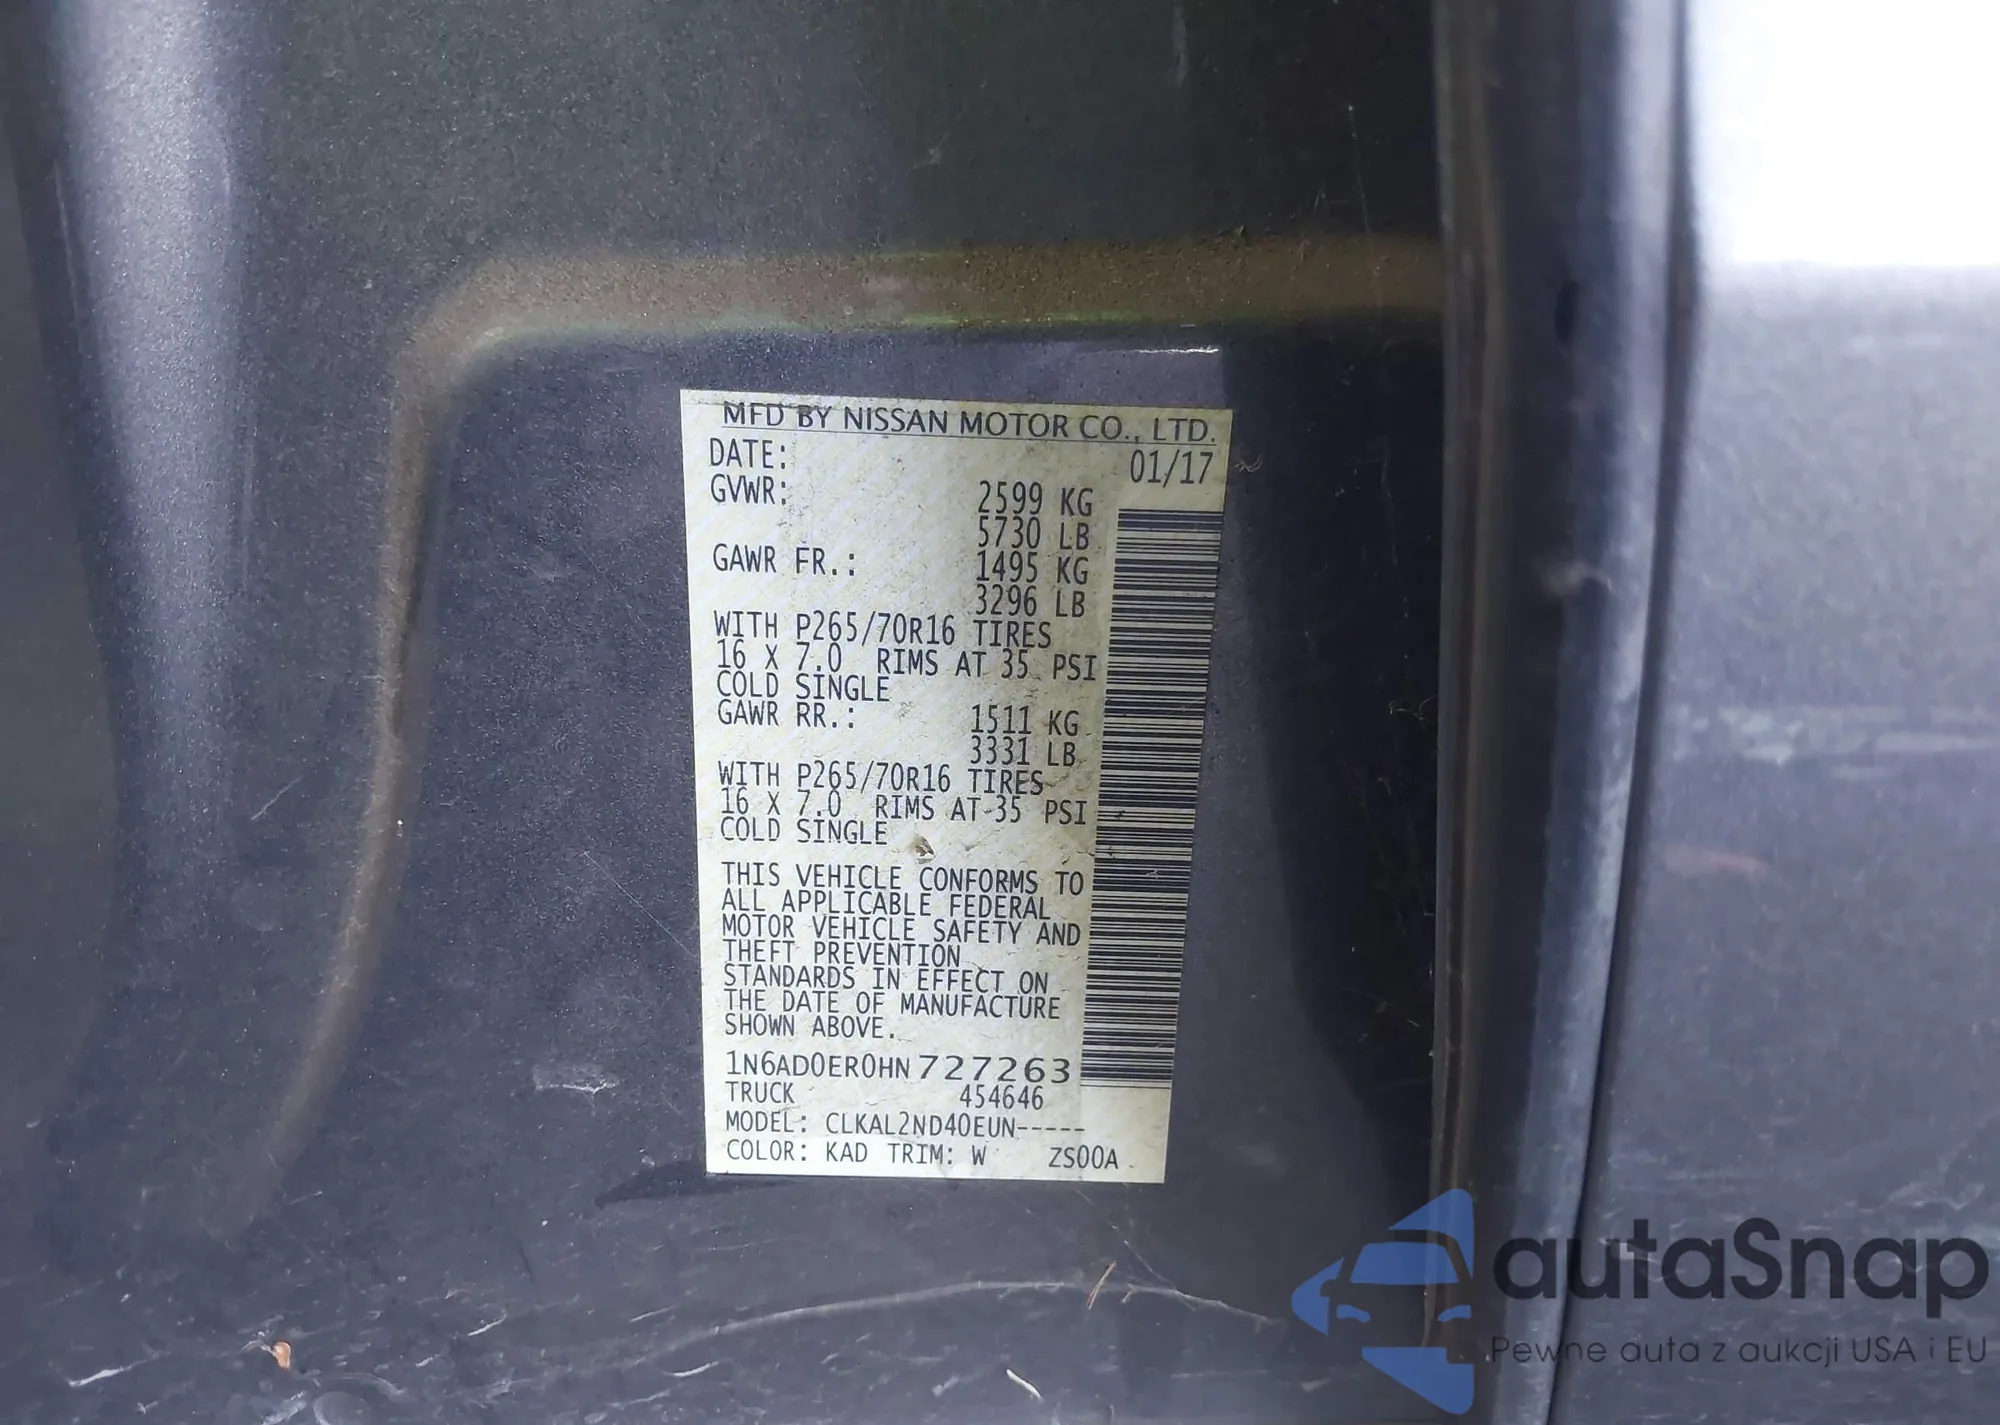 MFD BY NISSAN MOTOR CO., LTD.
DATE: 01/17
GVWR: 2599 KG
5730 LB
GAWR FR.: 1495 KG
3296 LB
WITH P265/70R16 TIRES
16 X 7.0 RIMS AT 35 PSI
COLD SINGLE
GAWR RR.: 1511 KG
3331 LB
WITH P265/70R16 TIRES
16 X 7.0 RIMS AT 35 PSI
COLD SINGLE
THIS VEHICLE CONFORMS TO
ALL APPLICABLE FEDERAL
MOTOR VEHICLE SAFETY AND
THEFT PREVENTION
STANDARDS IN EFFECT ON
THE DATE OF MANUFACTURE
SHOWN ABOVE.
1N6AD0ER0HN727263
TRUCK 454646
MODEL: CLKAL2ND40EUN-----
COLOR: KAD TRIM: W ZS00A
autaSnap
Pewne auta z aukcji USA i EU